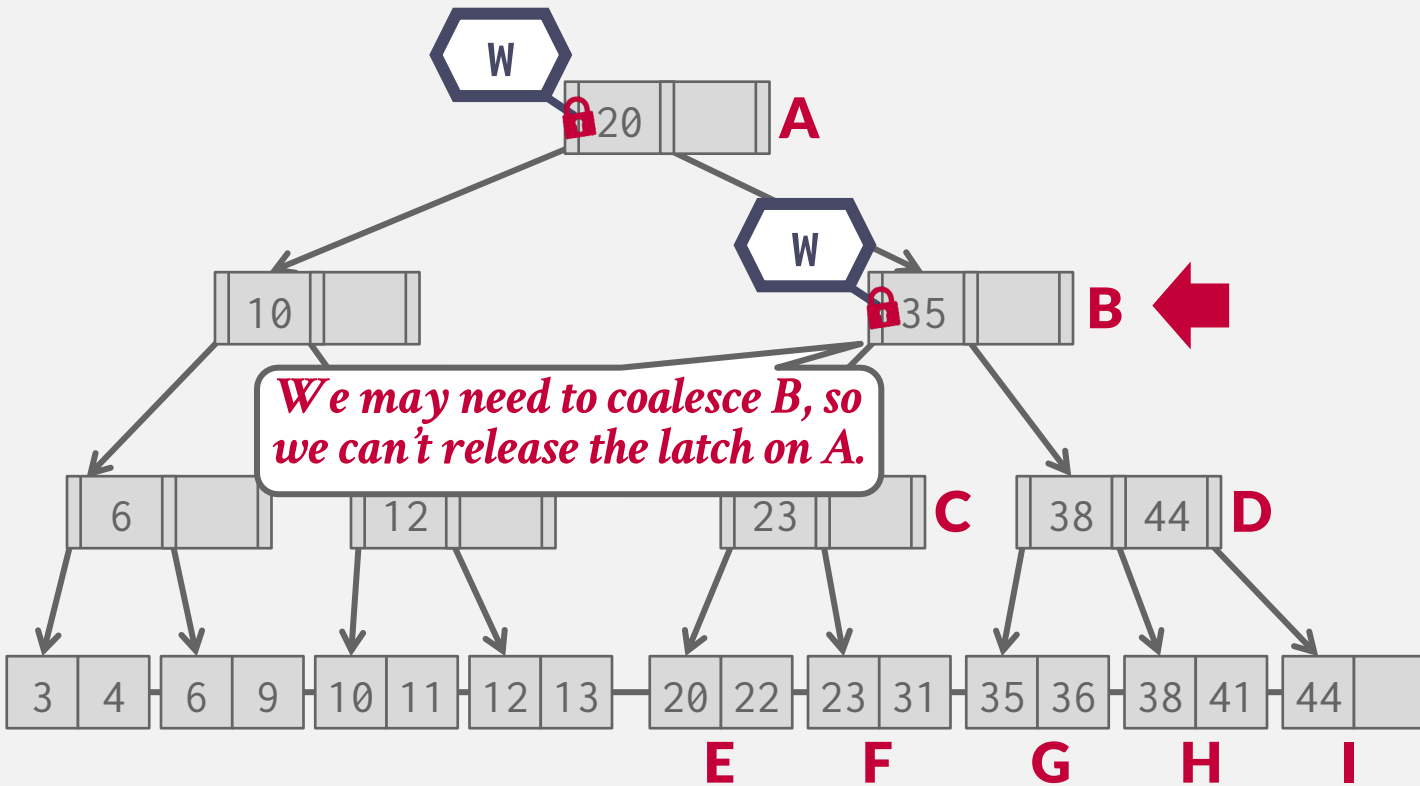 W
20 A
W
10
35 B
We may need to coalesce B, so
we can't release the latch on A.
6
12
23 C
38 44 D
3 4 6 9 10 11 12 13 20 22 23 31 35 36 38 41 44
E F G H I